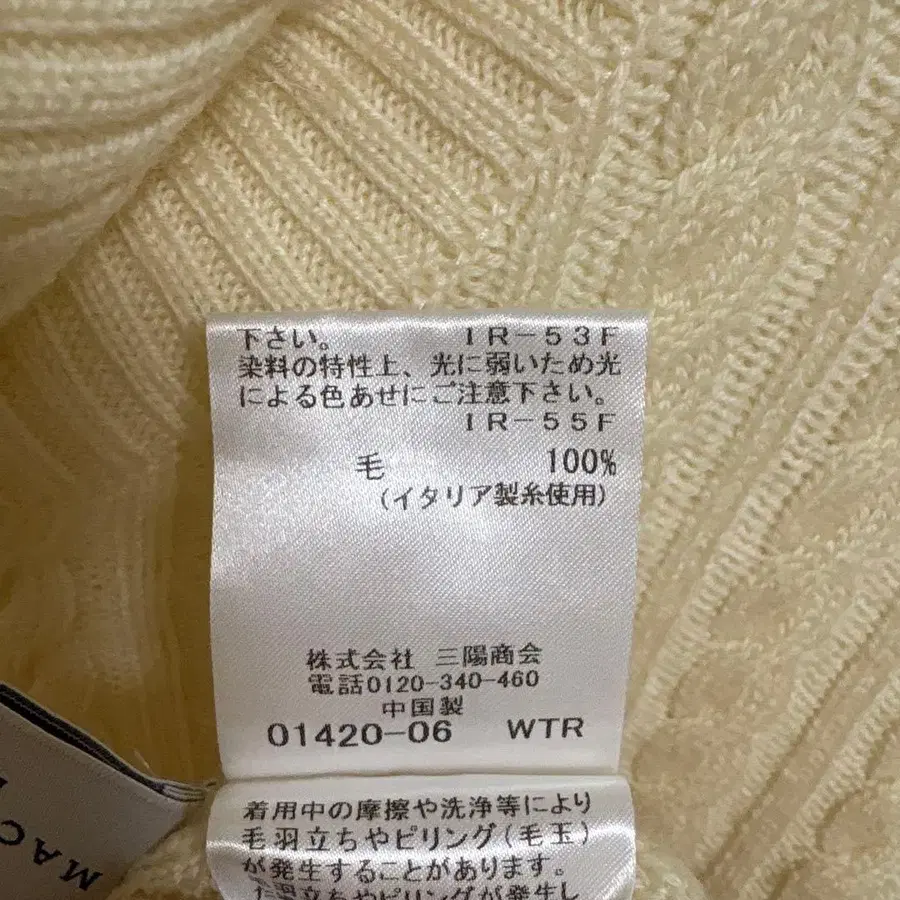 下さい。 IR-53F
染料の特性上、光に弱いため光
による色あせにご注意下さい。
IR-55F
毛 100%
(イタリア製糸使用)
株式会社 三陽商会
電話0120-340-460
中国製
01420-06 WTR
着用中の摩擦や洗浄等により
毛羽立ちやピリング(毛玉)
が発生することがあります。
MAC